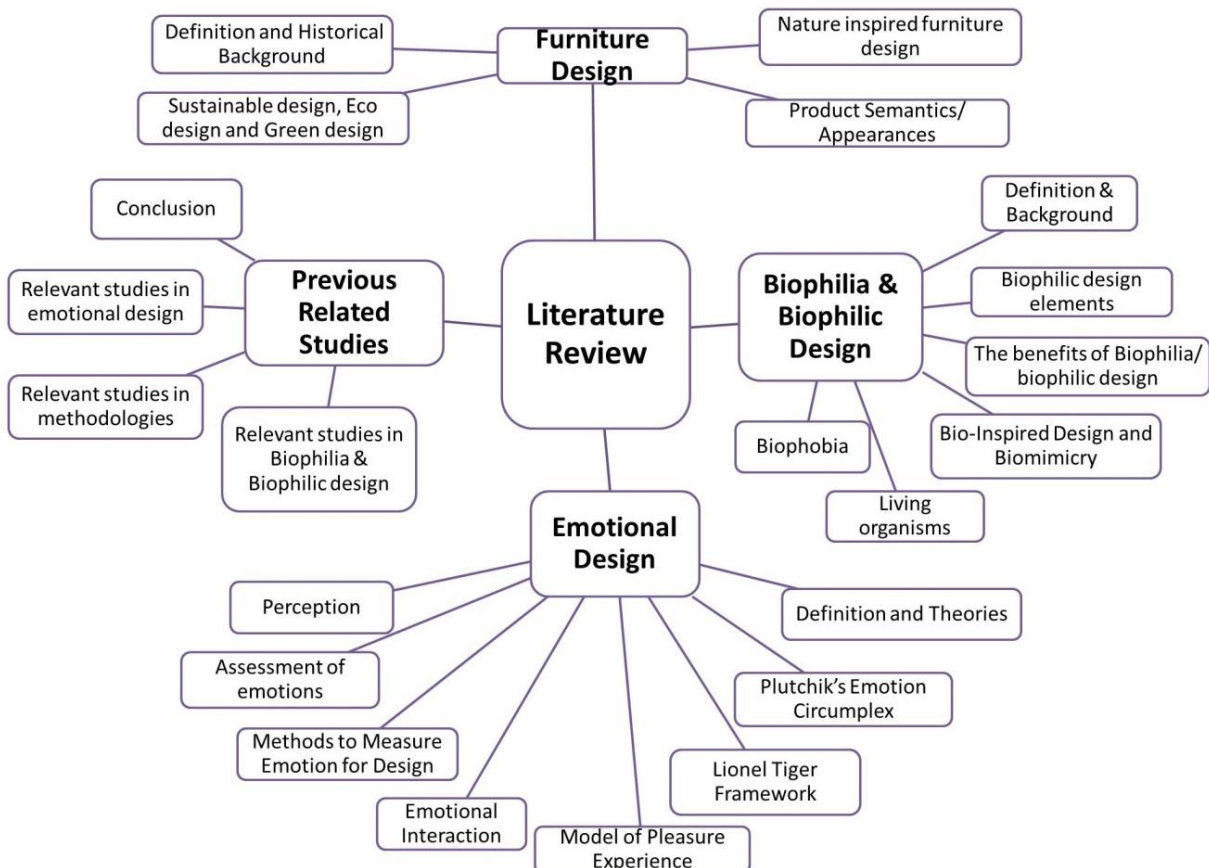 Definition and Historical
Background
Furniture
Design
Nature inspired furniture
design
Sustainable design, Eco
design and Green design
Product Semantics/
Appearances
Conclusion
Definition &
Background
Relevant studies in
emotional design
Previous
Related
Studies
Literature
Review
Biophilia &
Biophilic
Design
Biophilic design
elements
The benefits of Biophilia/
biophilic design
Relevant studies in
methodologies
Relevant studies in
Biophilia &
Biophilic design
Biophobia
Bio-Inspired Design and
Biomimicry
Living
organisms
Emotional
Design
Perception
Definition and Theories
Assessment of
emotions
Plutchik’s Emotion
Circumplex
Methods to Measure
Emotion for Design
Lionel Tiger
Framework
Emotional
Interaction
Model of Pleasure
Experience